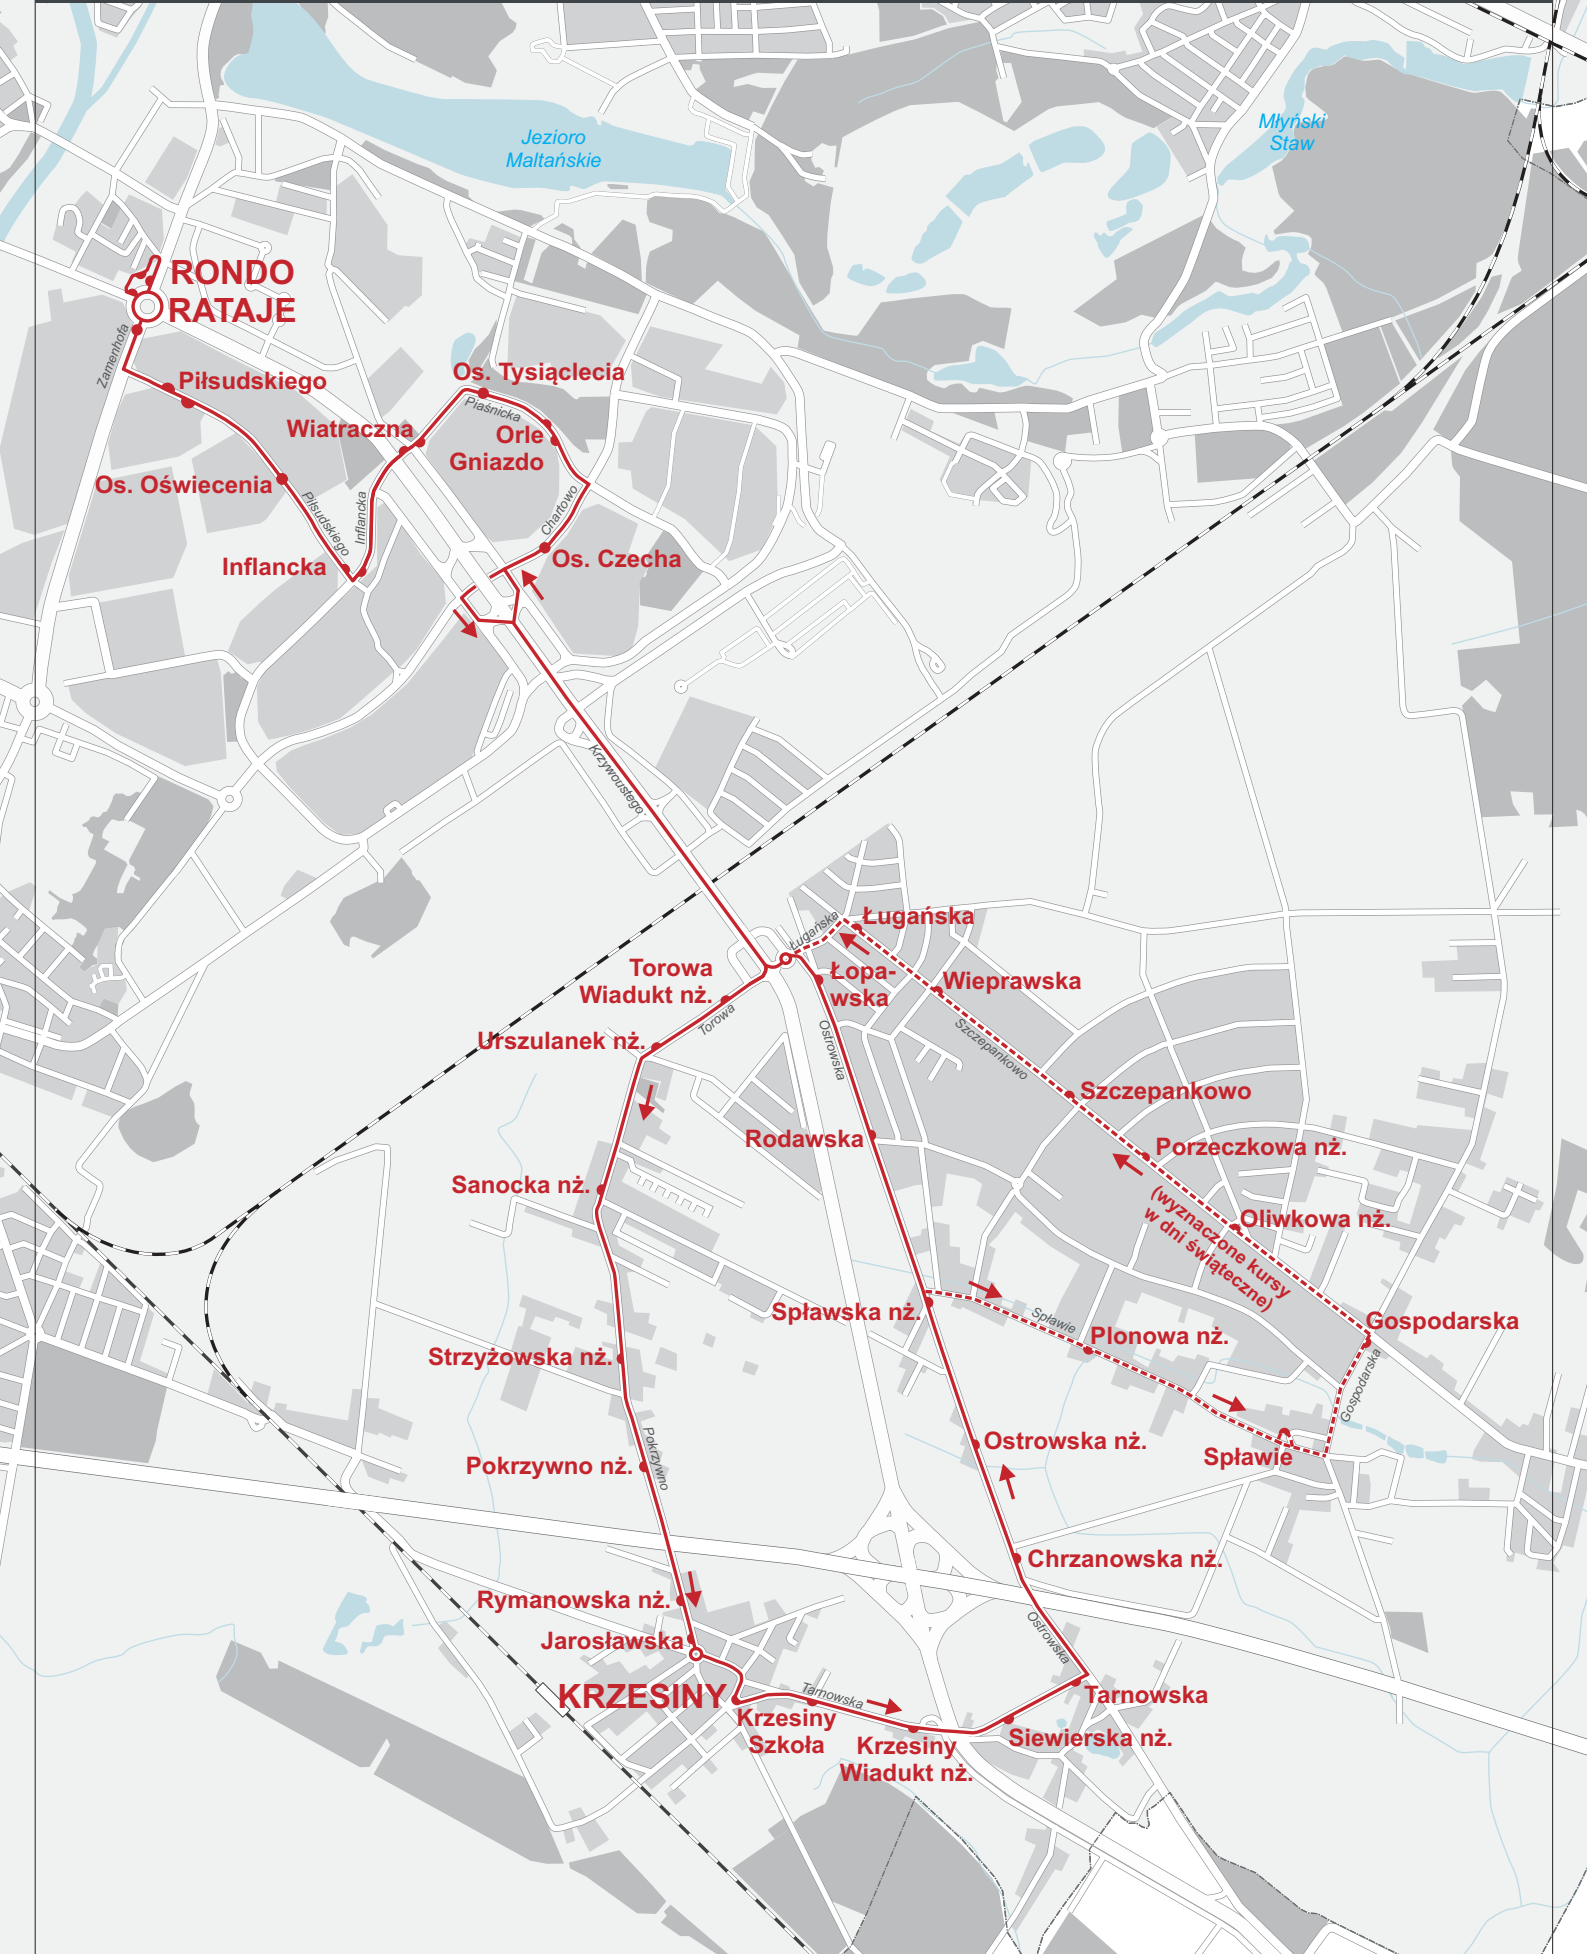 Jezioro
Maltańskie
Młyński
Staw
RONDO
RATAJE
Zamenhofa
Piłsudskiego
Os. Tysiąclecia
Piaśnicka
Wiatraczna
Orle
Gniazdo
Os. Oświecenia
Piłsudskiego
Inflancka
Chartowo
Inflancka
Os. Czecha
Krzywoustego
Ługańska
Ługańska
Torowa
Wiadukt nż.
Łopa-
wska
Wieprawska
Torowa
Urszulanek nż.
Ostrowska
Szczepankowo
Szczepankowo
Rodawska
Porzeczkowa nż.
Sanocka nż.
(wyznaczone kursy
w dni świąteczne)
Oliwkowa nż.
Spławska nż.
Spławie
Plonowa nż.
Gospodarska
Strzyżowska nż.
Gospodarska
Pokrzywno
Ostrowska nż.
Spławie
Pokrzywno nż.
Chrzanowska nż.
Rymanowska nż.
Jarosławska
Ostrowska
KRZESINY
Tarnowska
Tarnowska
Krzesiny
Szkoła
Krzesiny
Wiadukt nż.
Siewierska nż.